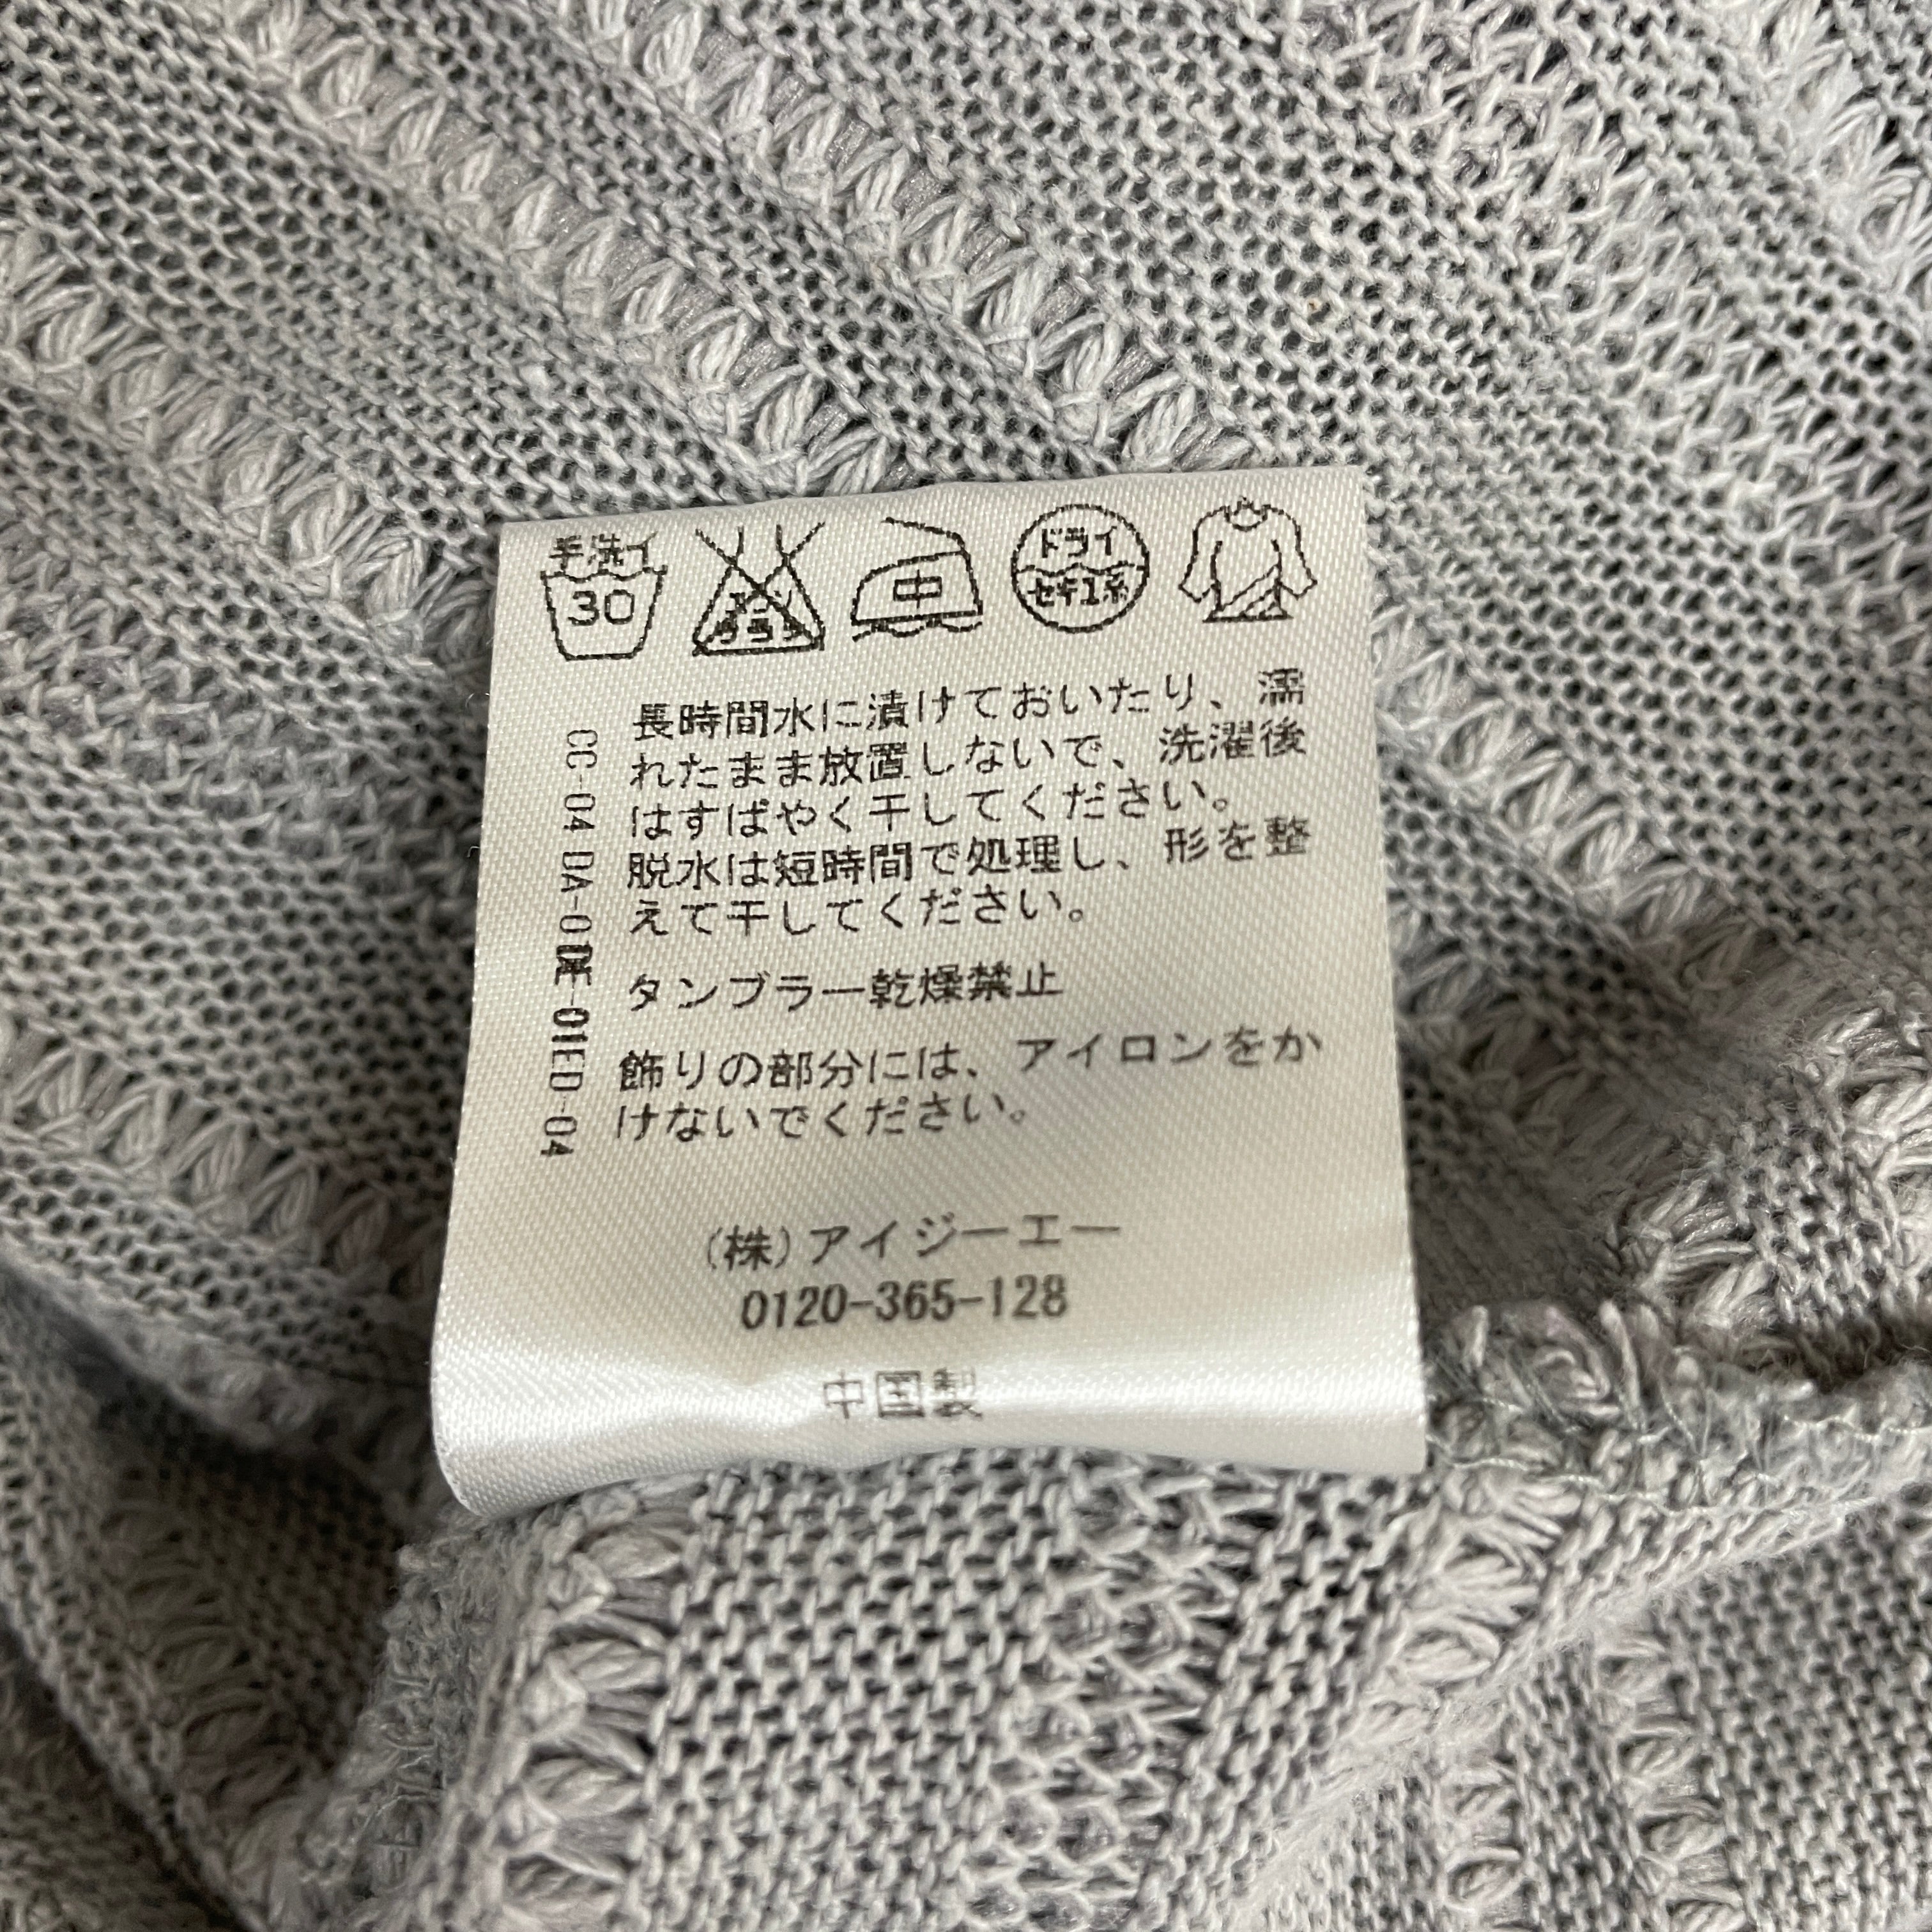 手洗イ
30
エンソ
サラシ
中
ドライ
セキユ系
長時間水に漬けておいたり、濡
れたまま放置しないで、洗濯後
はすばやく干してください。
脱水は短時間で処理し、形を整
えて干してください。
タンブラー乾燥禁止
飾りの部分には、アイロンをか
けないでください。
CC-04 DA-01 DE-01 ED-04
(株)アイジーエー
0120-365-128
中国製